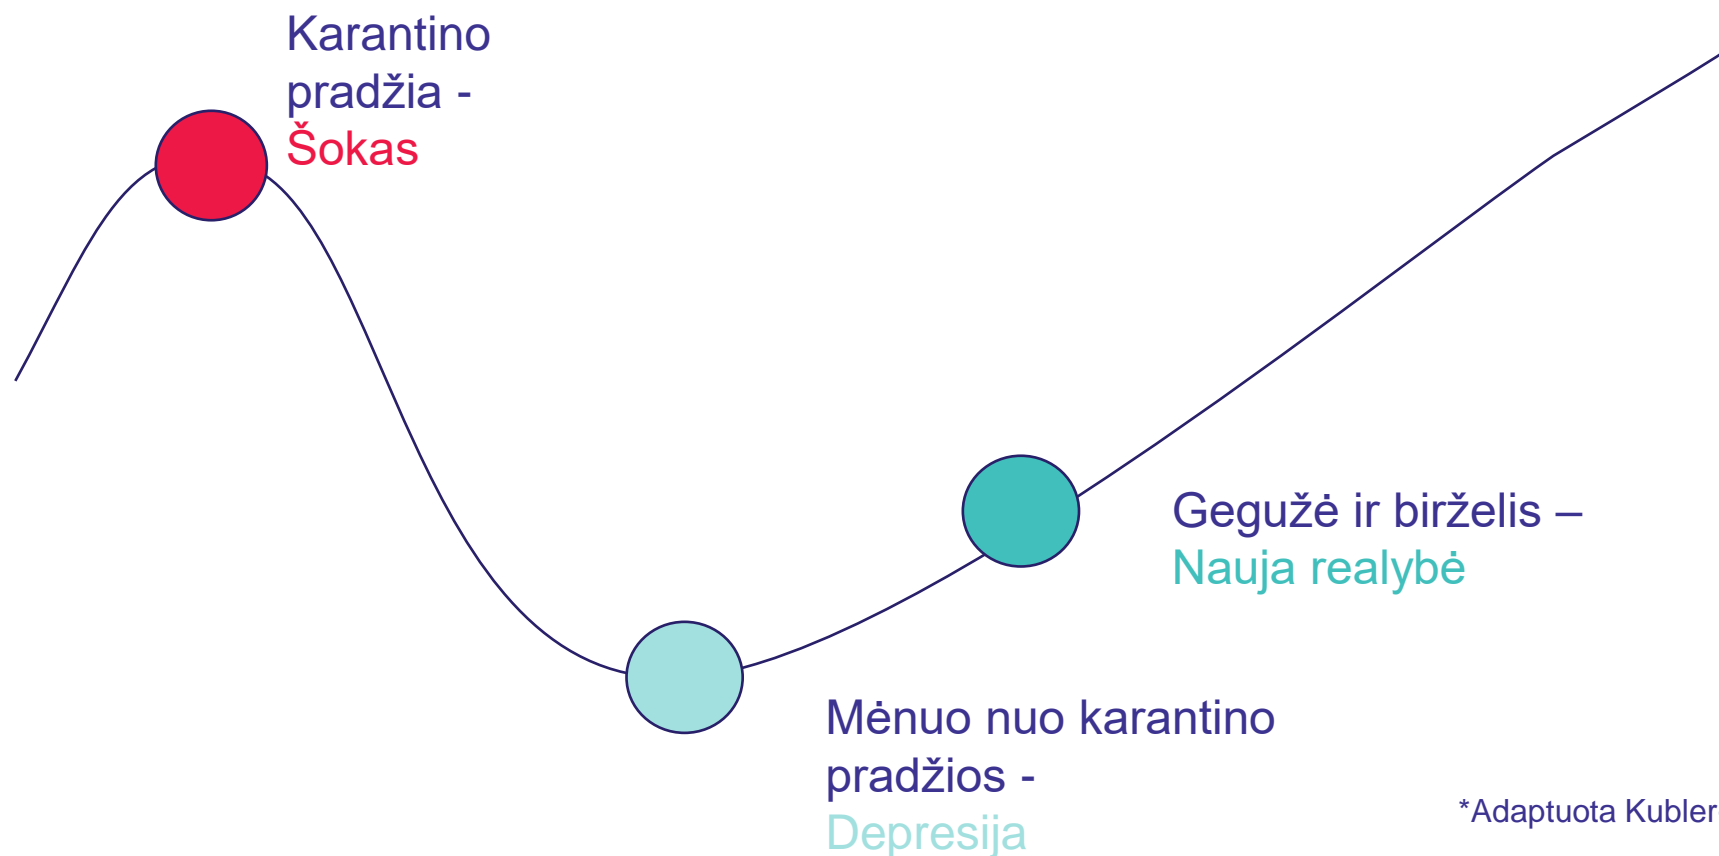 Karantino
pradžia -
Šokas
Gegužė ir birželis –
Nauja realybė
Mėnuo nuo karantino
pradžios -
Depresija
*Adaptuota Kubler